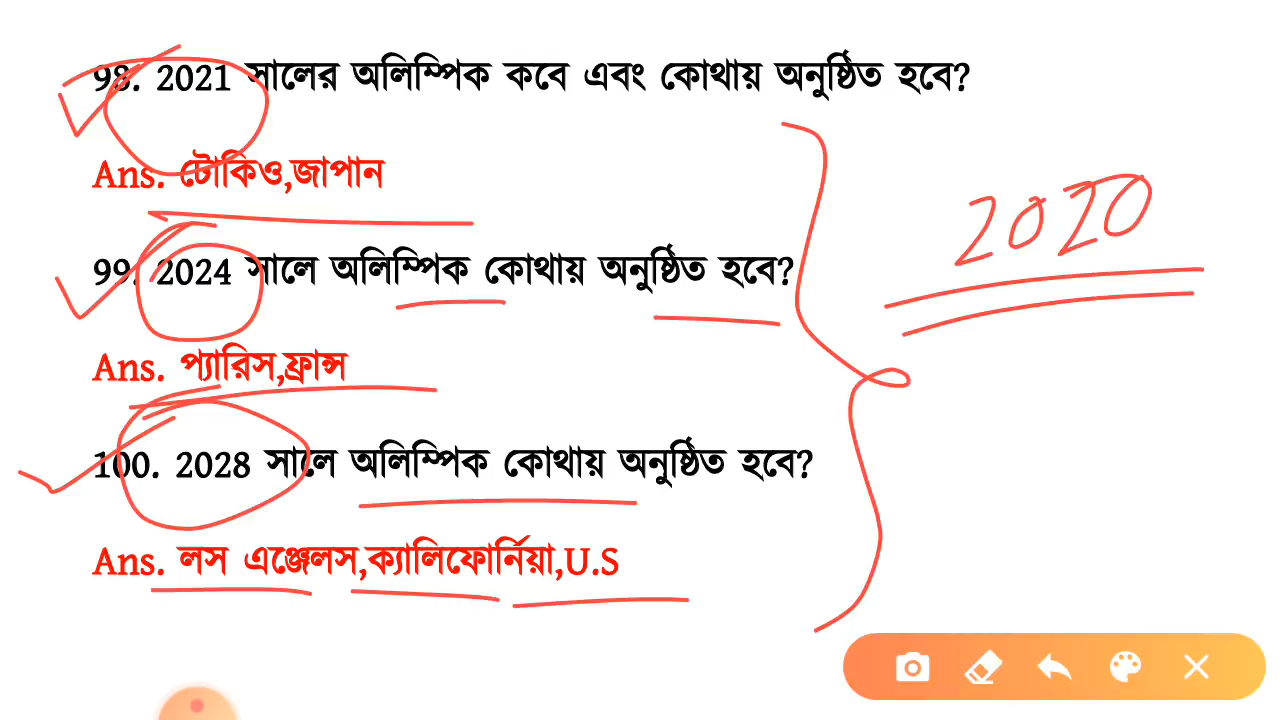 98. 2021 সালের অলিম্পিক কবে এবং কোথায় অনুষ্ঠিত হবে?
Ans. টোকিও,জাপান
2020
99. 2024 সালে অলিম্পিক কোথায় অনুষ্ঠিত হবে?
Ans. প্যারিস,ফ্রান্স
100. 2028 সালে অলিম্পিক কোথায় অনুষ্ঠিত হবে?
Ans. লস এঞ্জেলস,ক্যালিফোর্নিয়া,U.S